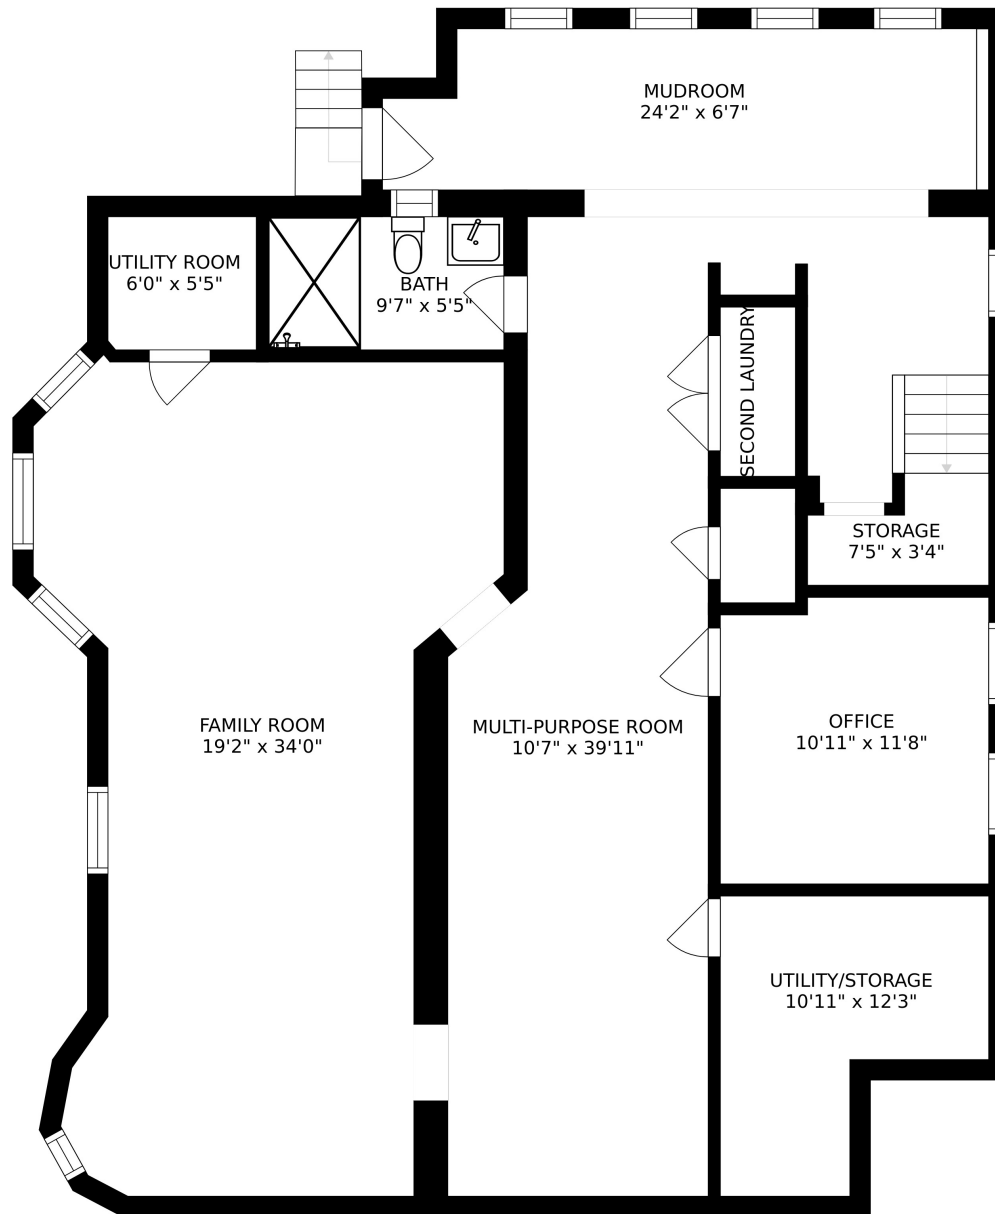 MUDROOM
24'2" x 6'7"
UTILITY ROOM
6'0" x 5'5"
BATH
9'7" x 5'5"
SECOND LAUNDRY
STORAGE
7'5" x 3'4"
FAMILY ROOM
19'2" x 34'0"
MULTI-PURPOSE ROOM
10'7" x 39'11"
OFFICE
10'11" x 11'8"
UTILITY/STORAGE
10'11" x 12'3"